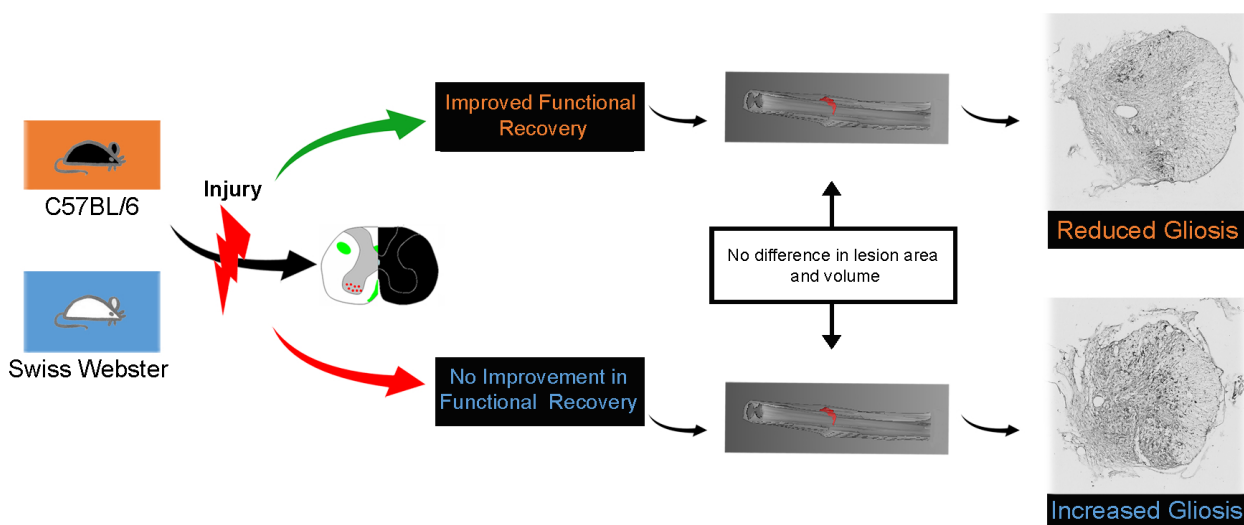 C57BL/6
Swiss Webster
Injury
Improved Functional
Recovery
No Improvement in
Functional Recovery
No difference in lesion area
and volume
Reduced Gliosis
Increased Gliosis